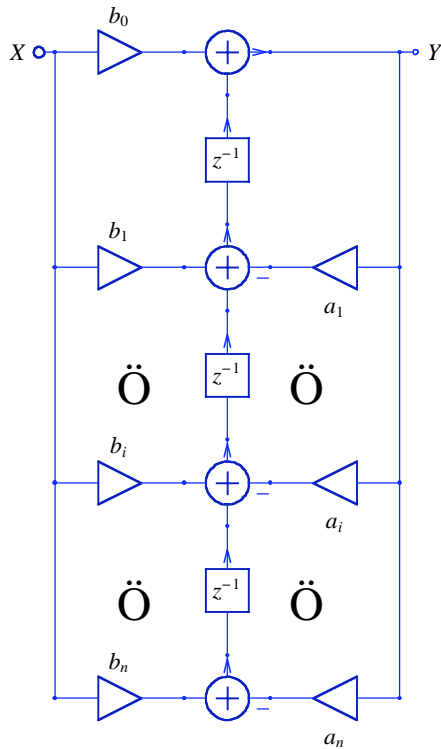 b₀
X Y
z⁻¹
b₁
a₁
z⁻¹
Ö Ö
bᵢ
aᵢ
z⁻¹
Ö Ö
bₙ
aₙ